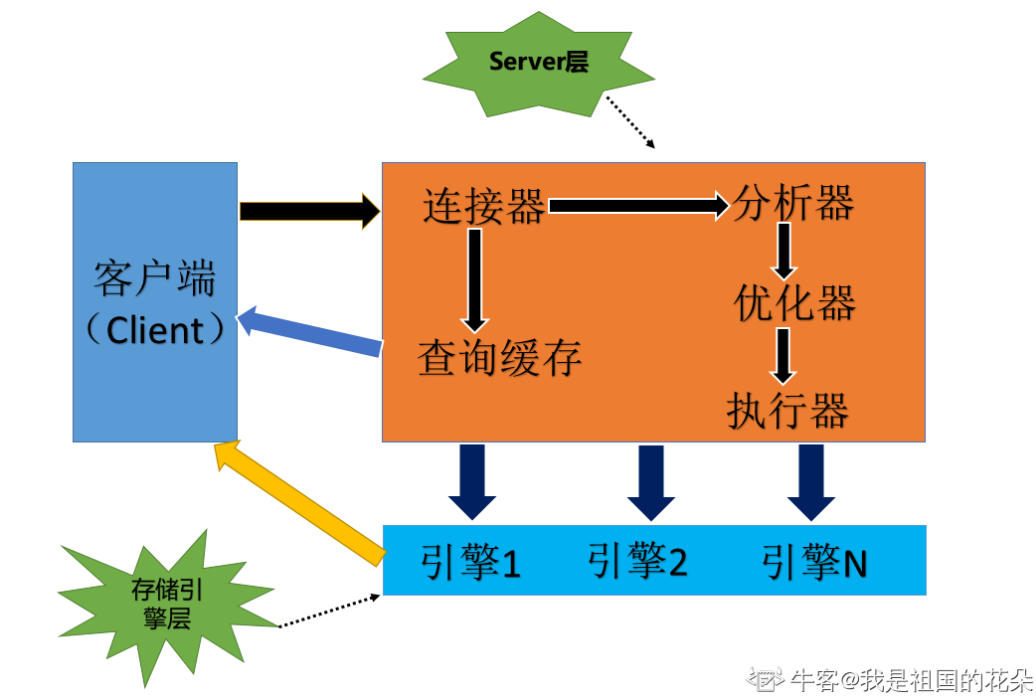 Server层
客户端
（Client）
连接器
分析器
优化器
查询缓存
执行器
引擎1
引擎2
引擎N
存储引
擎层
牛客@我是祖国的花朵